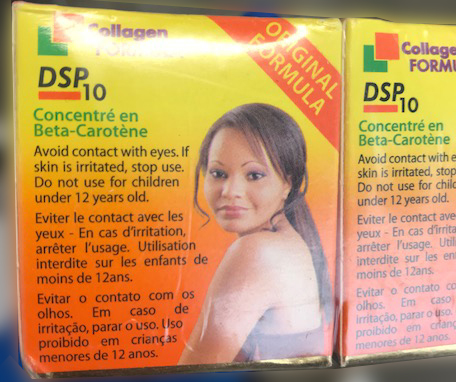 Collagen
FORMULA
ORIGINAL
FORMULA
DSP10
Concentré en
Beta-Carotène
Avoid contact with eyes. If
skin is irritated, stop use.
Do not use for children
under 12 years old.
Eviter le contact avec les
yeux - En cas d'irritation,
arrêter l'usage. Utilisation
interdite sur les enfants de
moins de 12ans.
Evitar o contato com os
olhos. Em caso de
irritação, parar o uso. Uso
proibido em crianças
menores de 12 anos.
Collage
FORMU
DSP10
Concentré en
Beta-Carotène
Avoid contact with e
skin is irritated, stop
Do not use for chil
under 12 years old.
Eviter le contact ave
yeux - En cas d'irrita
arrêter l'usage. Utili
interdite sur les en
moins de 12ans.
Evitar o contato co
olhos. Em caso
irritação, parar o uso.
proibido em crianç
menores de 12 anos.